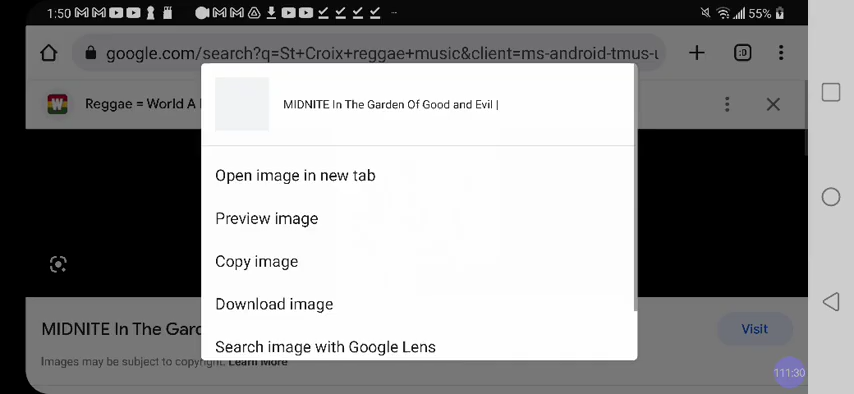 1:50
55%
google.com/search?q=St+Croix+reggae+music&client=ms-android-tmus-u
:D
W
Reggae = World A
MIDNITE In The Garden Of Good and Evil |
Open image in new tab
Preview image
Copy image
Download image
Search image with Google Lens
MIDNITE In The Gard
Visit
Images may be subject to copyright. Learn More
111:30